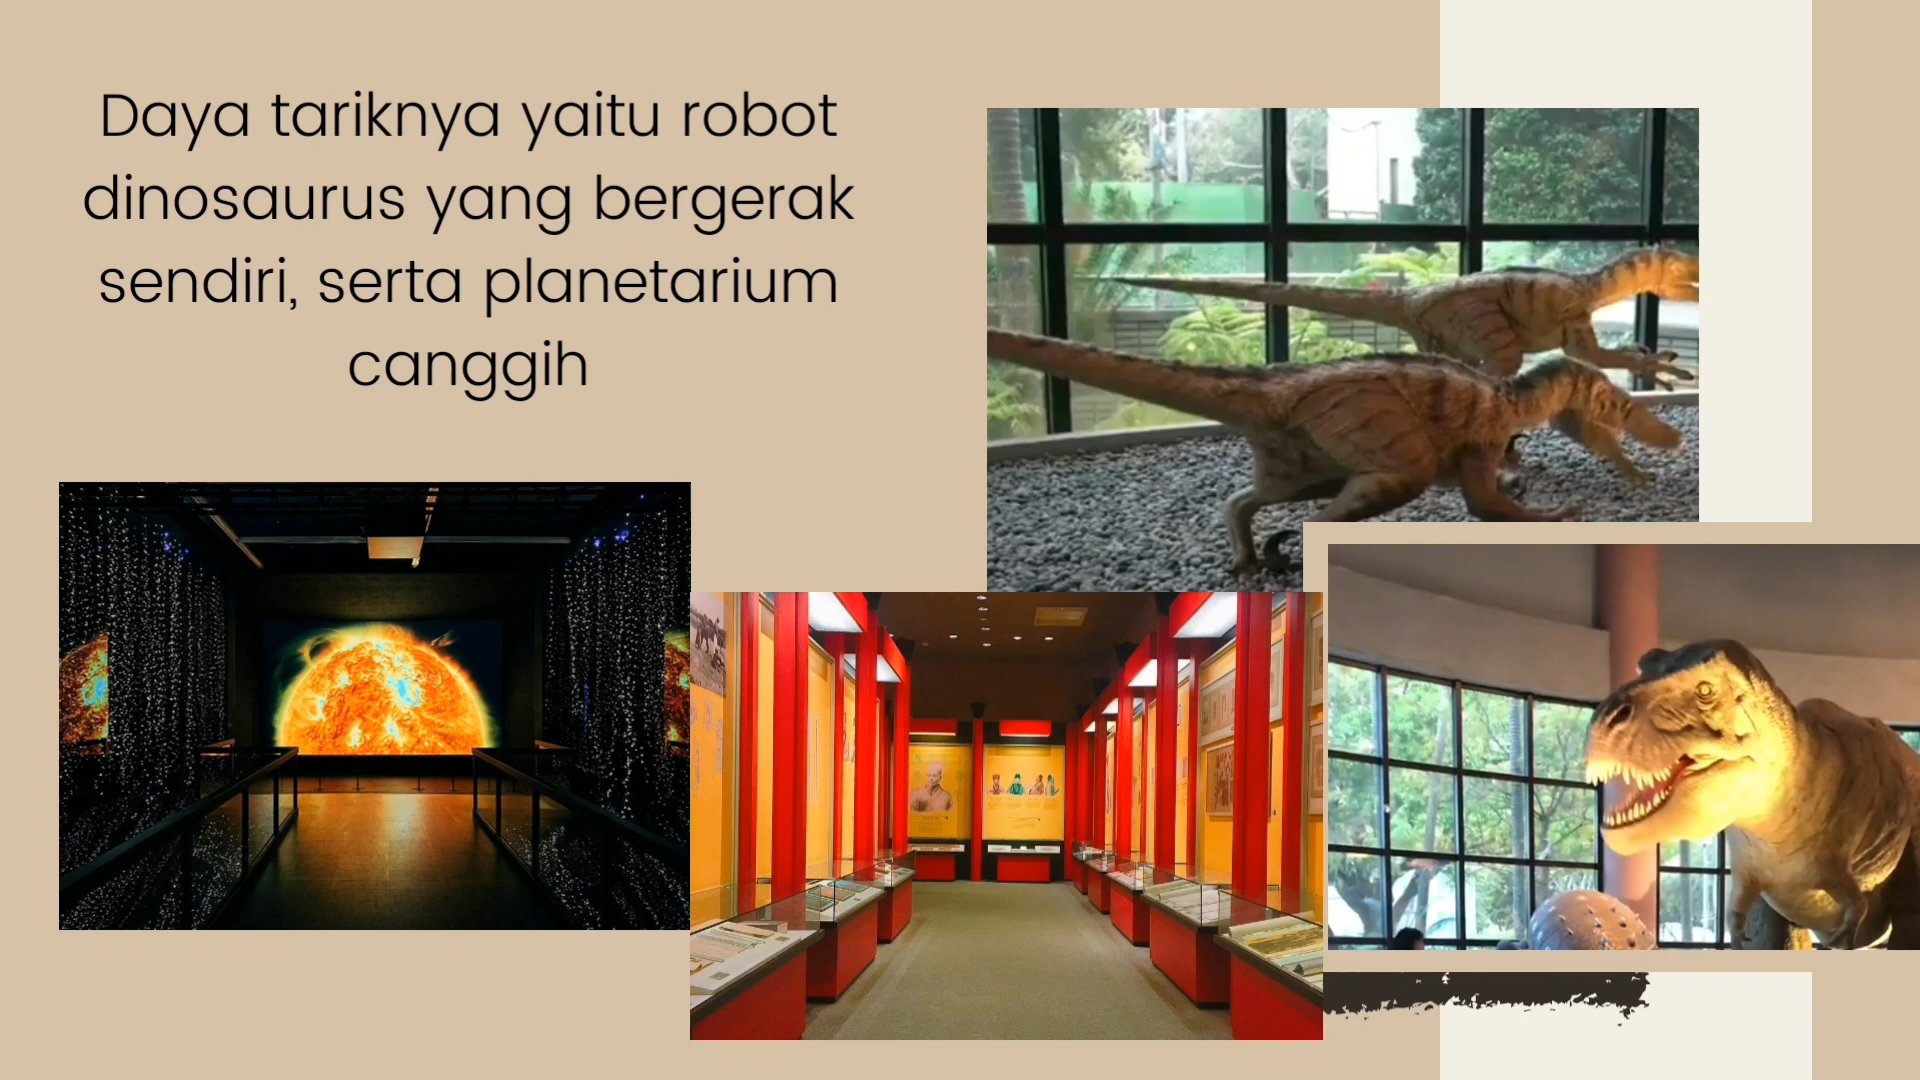 Daya tariknya yaitu robot
dinosaurus yang bergerak
sendiri, serta planetarium
canggih